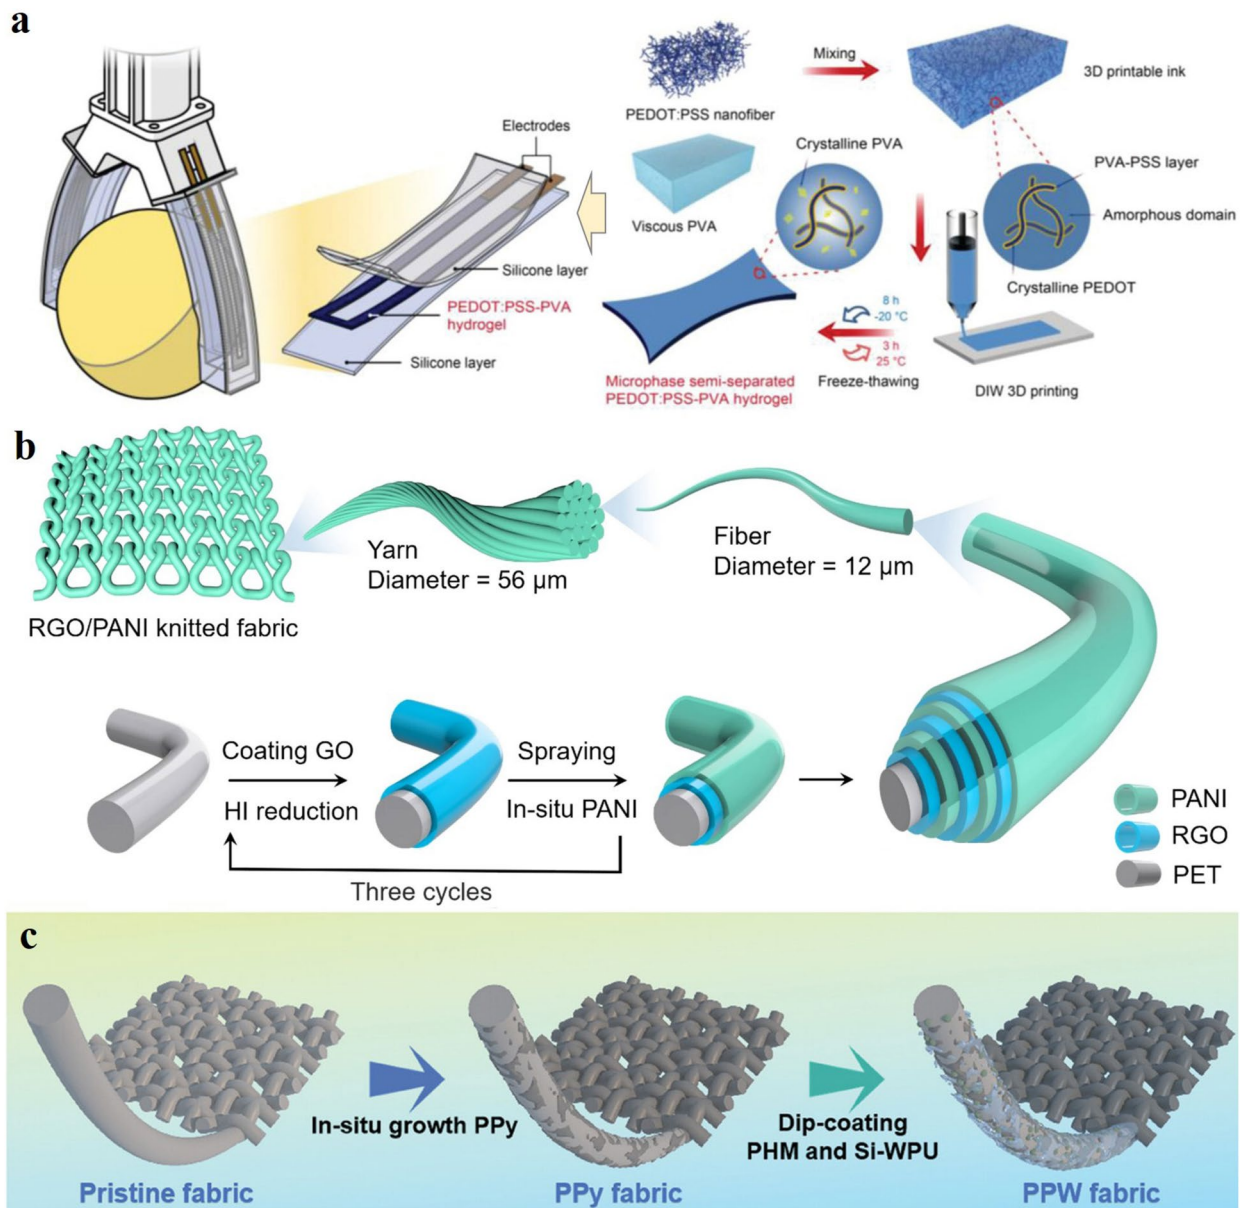 a
Electrodes
Silicone layer
PEDOT:PSS-PVA
hydrogel
Silicone layer
PEDOT:PSS nanofiber
Mixing
3D printable ink
Viscous PVA
Crystalline PVA
PVA-PSS layer
Amorphous domain
Crystalline PEDOT
8 h
-20 °C
3 h
25 °C
Freeze-thawing
DIW 3D printing
Microphase semi-separated
PEDOT:PSS-PVA hydrogel
b
RGO/PANI knitted fabric
Yarn
Diameter = 56 μm
Fiber
Diameter = 12 μm
Coating GO
HI reduction
Spraying
In-situ PANI
Three cycles
PANI
RGO
PET
c
In-situ growth PPy
Dip-coating
PHM and Si-WPU
Pristine fabric
PPy fabric
PPW fabric